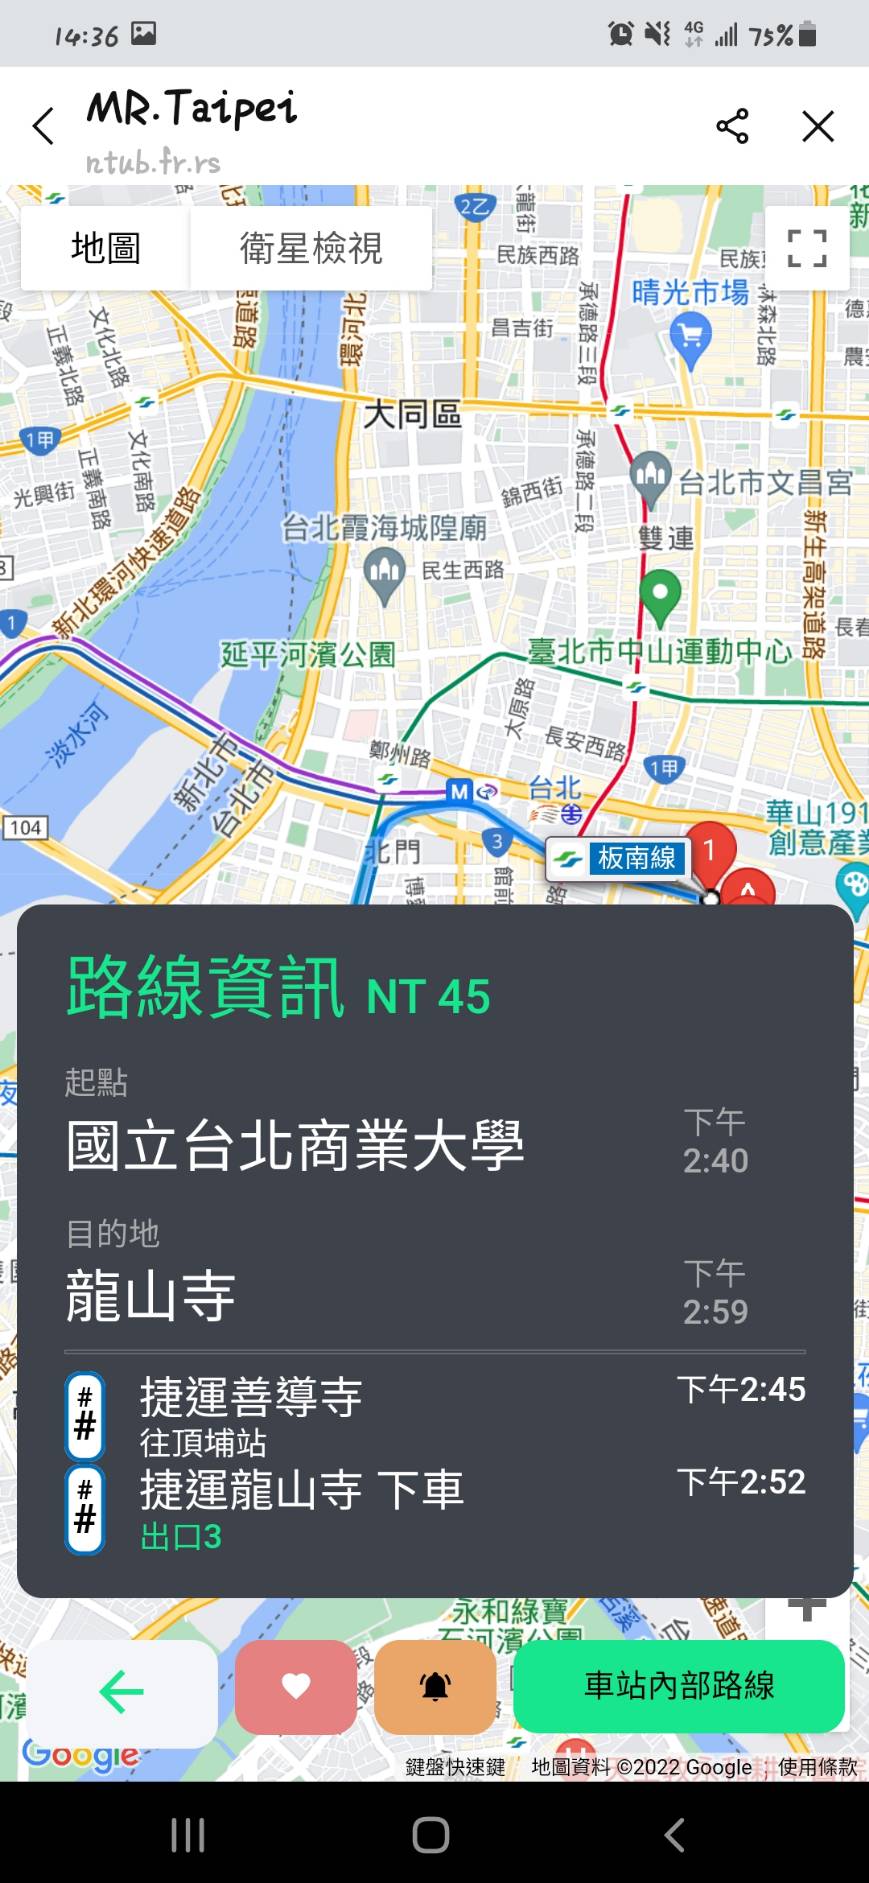 14:36
4G
75%
MR.Taipei
ntub.fr.rs
地圖
衛星檢視
2乙
民族西路
晴光市場
昌吉街
承德路三段
林森北路
環河北
文化北路
正義北路
大同區
1甲
文化南路
正義南路
光興街
新北環河快速道路
錦西街
承德路二段
台北市文昌宮
台北霞海城隍廟
雙連
民生西路
新生高架道路
1
延平河濱公園
臺北市中山運動中心
太原路
長安西路
淡水河
新北市
台北市
鄭州路
M
台北
1甲
104
北門
3
板南線
1
華山191
創意產業
路線資訊 NT 45
起點
國立台北商業大學
下午
2:40
目的地
龍山寺
下午
2:59
#
#
捷運善導寺
下午2:45
往頂埔站
#
#
捷運龍山寺 下車
下午2:52
出口3
永和綠寶
石河濱公園
車站內部路線
Google
鍵盤快速鍵
地圖資料 ©2022 Google
使用條款